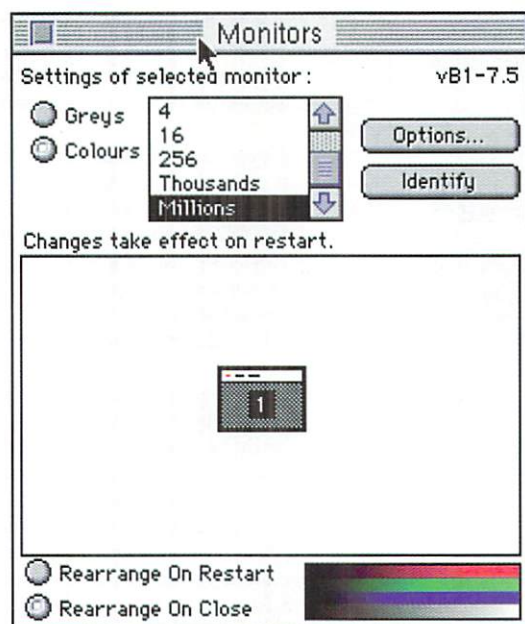 Monitors
Settings of selected monitor :
vB1-7.5
Greys
Colours
4
16
256
Thousands
Millions
Options...
Identify
Changes take effect on restart.
1
Rearrange On Restart
Rearrange On Close